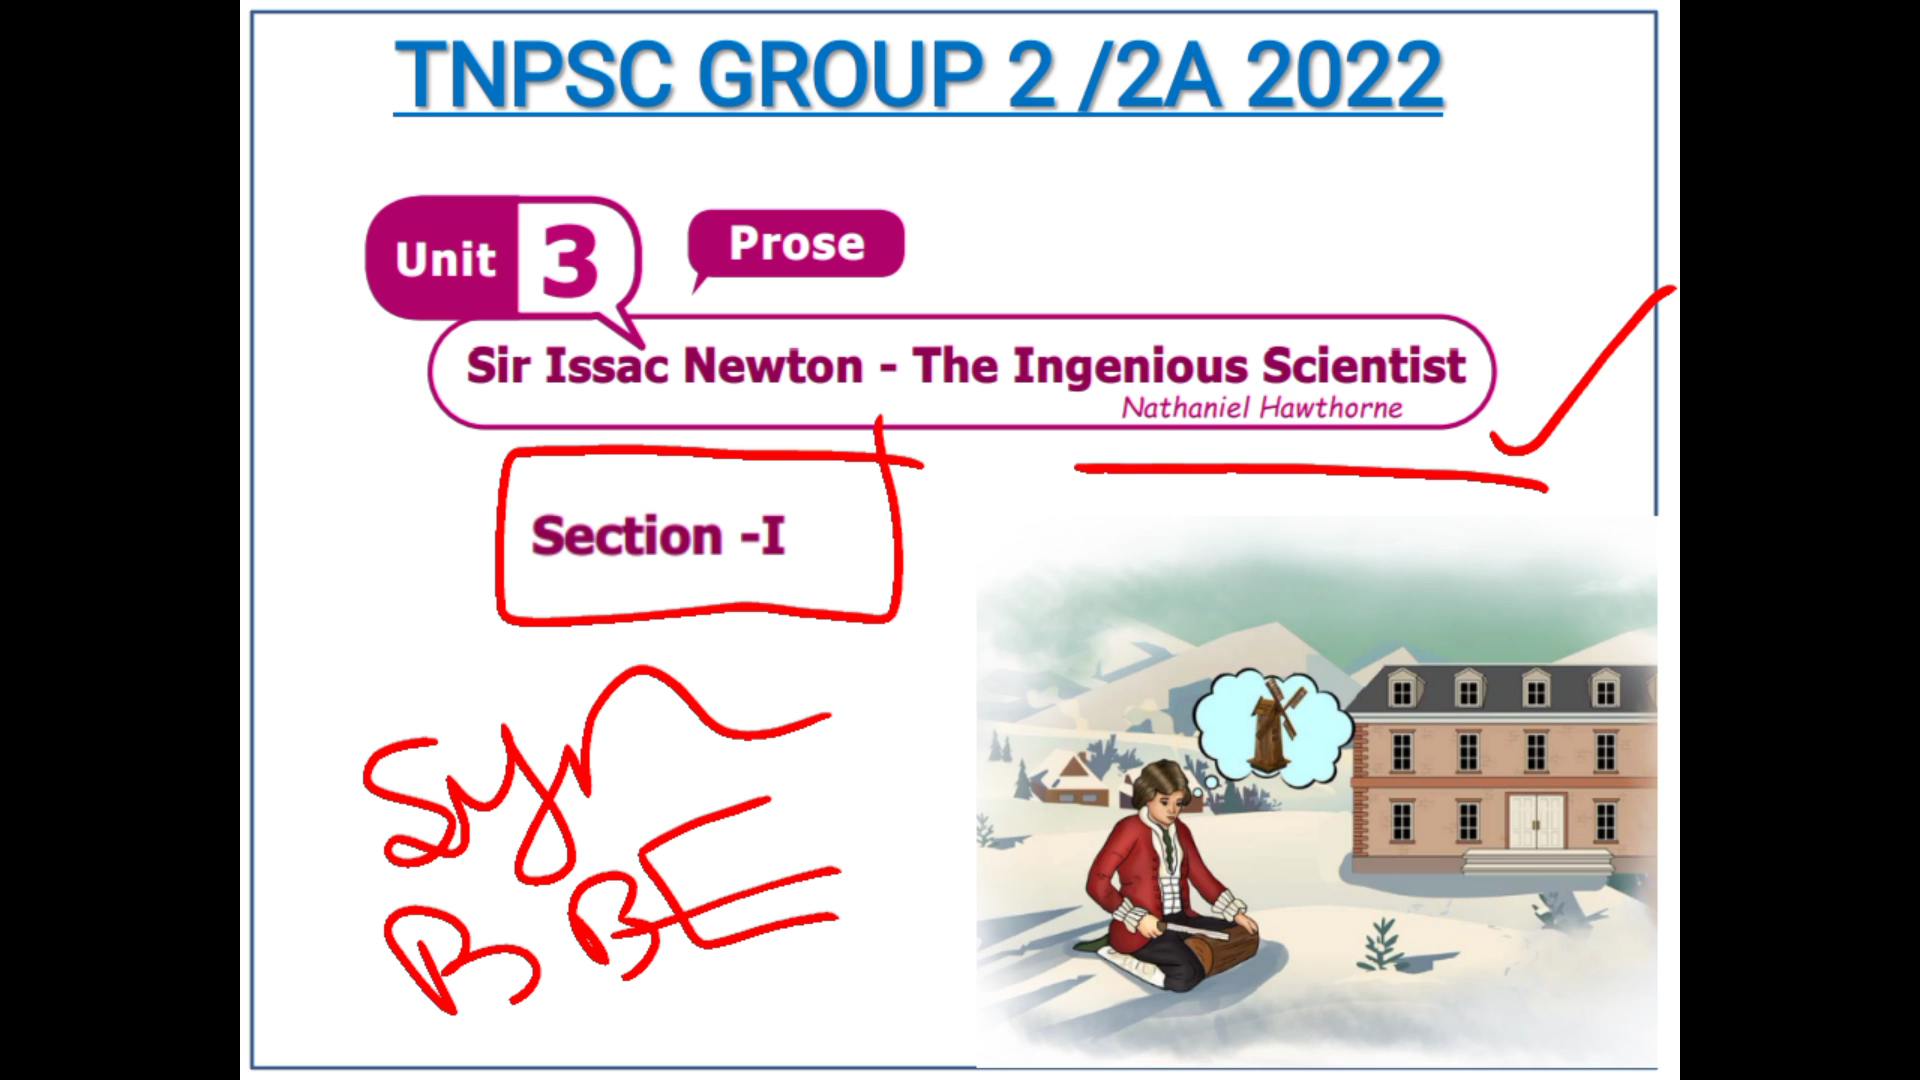 TNPSC GROUP 2 /2A 2022
Unit 3
Prose
Sir Issac Newton - The Ingenious Scientist
Nathaniel Hawthorne
Section -I
Syn
B BE